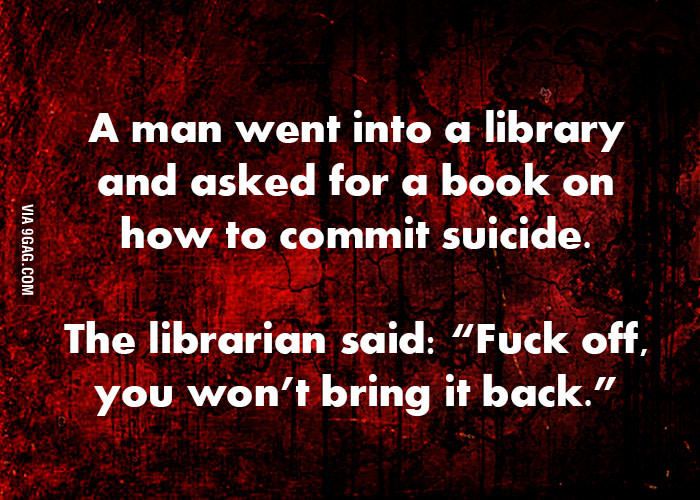 A man went into a library
and asked for a book on
how to commit suicide.
The librarian said: “Fuck off,
you won’t bring it back.”
VIA 9GAG.COM